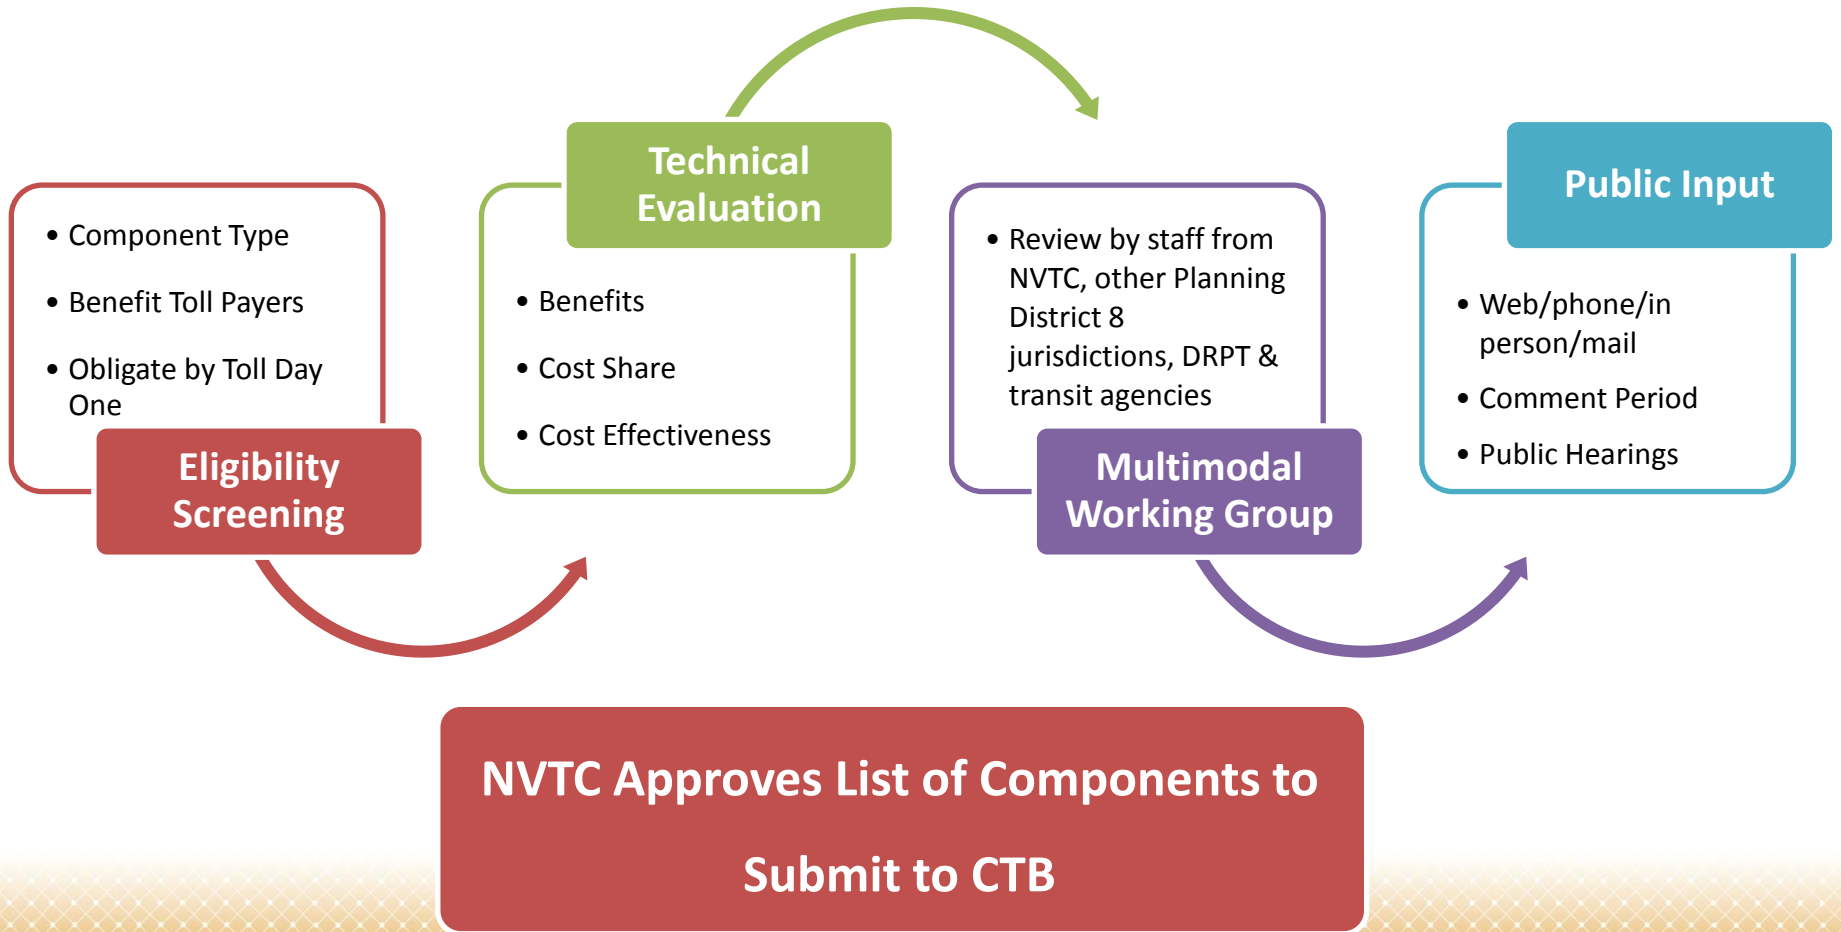 • Component Type
• Benefit Toll Payers
• Obligate by Toll Day
One
Eligibility
Screening
Technical
Evaluation
• Benefits
• Cost Share
• Cost Effectiveness
• Review by staff from
NVTC, other Planning
District 8
jurisdictions, DRPT &
transit agencies
Multimodal
Working Group
Public Input
• Web/phone/in
person/mail
• Comment Period
• Public Hearings
NVTC Approves List of Components to
Submit to CTB